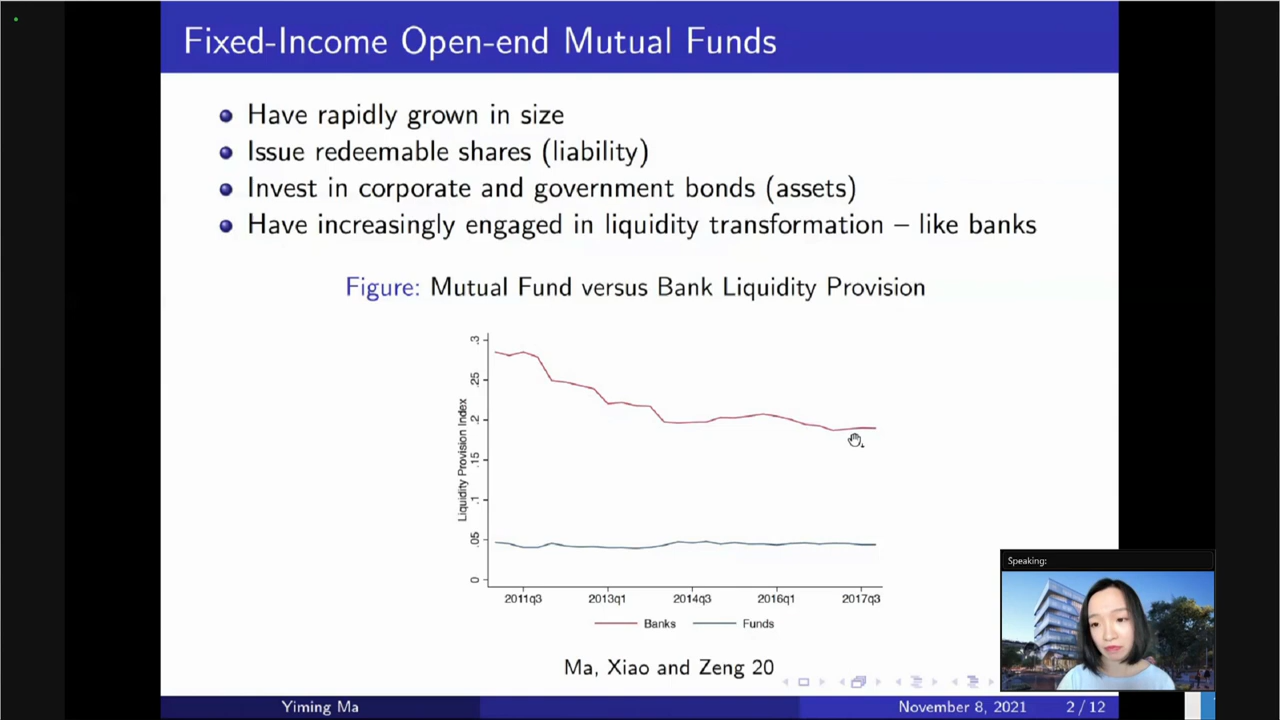 Fixed-Income Open-end Mutual Funds
Have rapidly grown in size
Issue redeemable shares (liability)
Invest in corporate and government bonds (assets)
Have increasingly engaged in liquidity transformation – like banks
Figure: Mutual Fund versus Bank Liquidity Provision
Liquidity Provision Index
.3
.25
.2
.15
.1
.05
0
2011q3 2013q1 2014q3 2016q1 2017q3
Banks Funds
Ma, Xiao and Zeng 20
Speaking:
Yiming Ma November 8, 2021 2 / 12